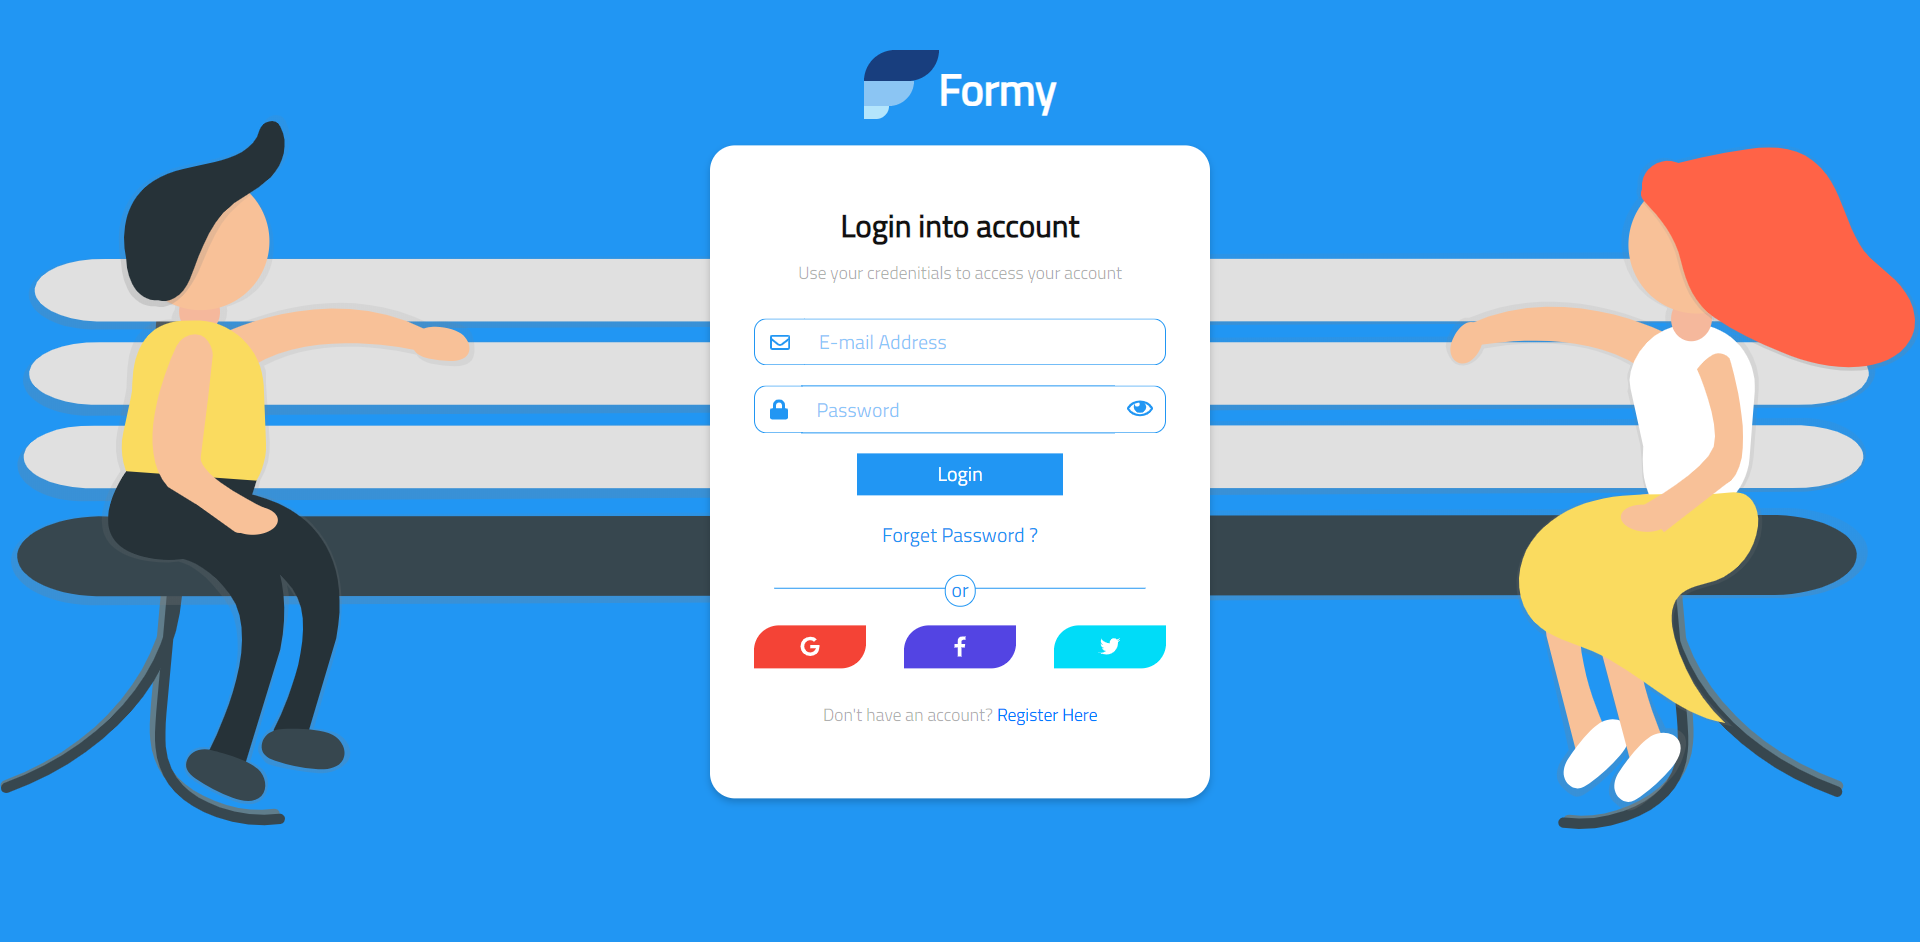 Formy
Login into account
Use your credenitials to access your account
E-mail Address
Password
Login
Forget Password ?
or
Don't have an account? Register Here